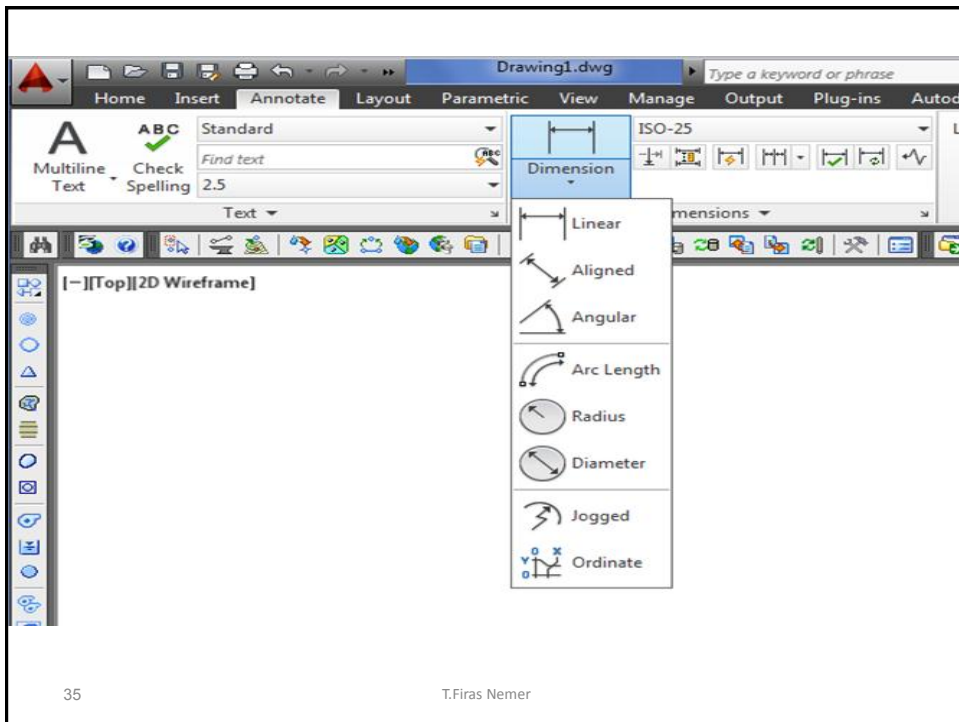 Drawing1.dwg
Type a keyword or phrase
Home Insert Annotate Layout Parametric View Manage Output Plug-ins Autod
A
Multiline Text
ABC
Check Spelling
Standard
Find text
ABC
2.5
Text
Dimension
ISO-25
L
mensions
[−][Top][2D Wireframe]
Linear
Aligned
Angular
Arc Length
Radius
Diameter
Jogged
Y O X
O
Ordinate
35
T.Firas Nemer